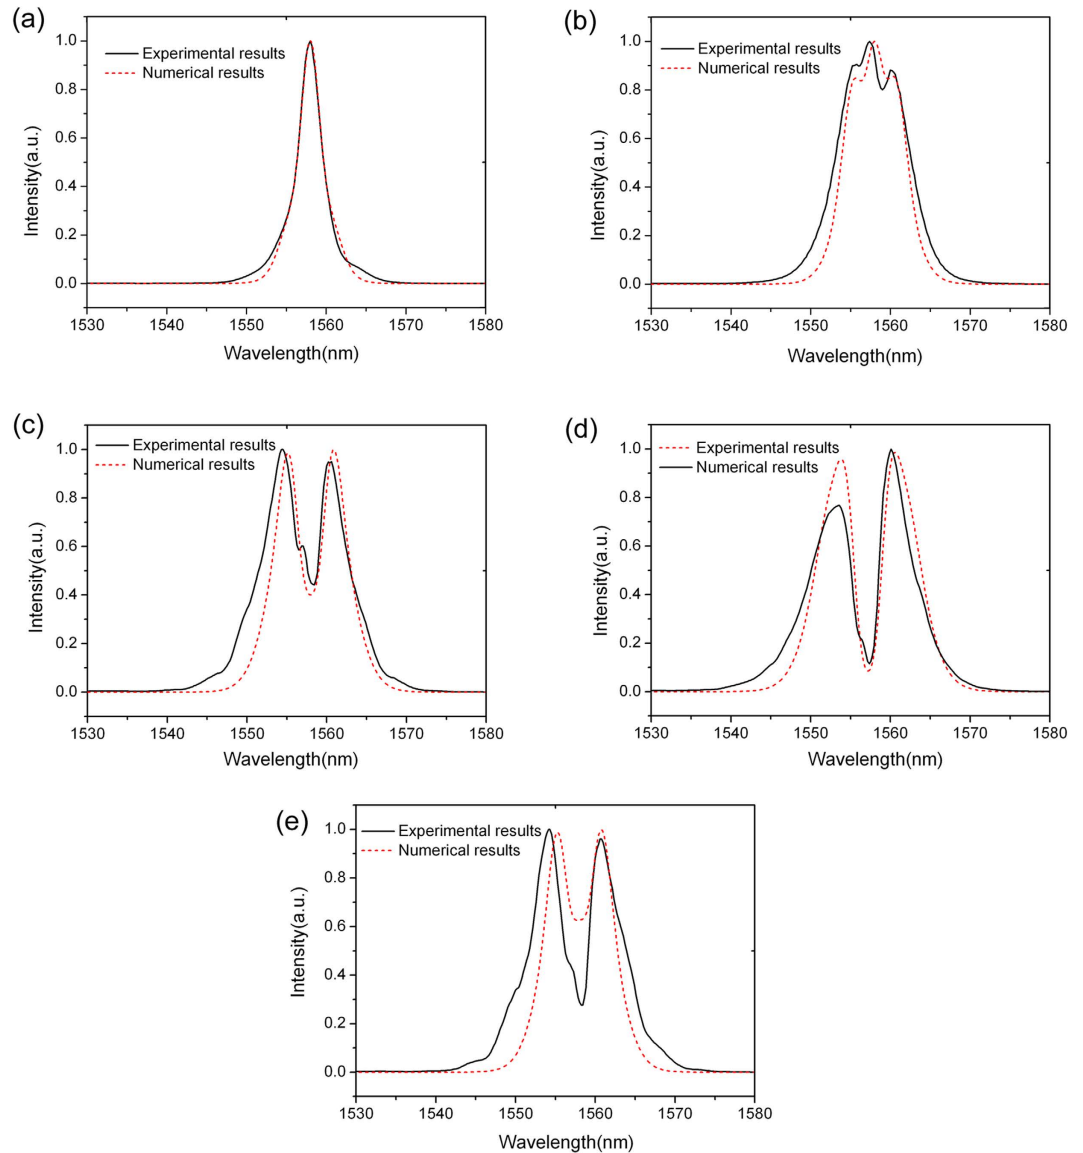 (a)
Experimental results
Numerical results
1.0
0.8
0.6
0.4
0.2
0.0
Intensity(a.u.)
1530 1540 1550 1560 1570 1580
Wavelength(nm)
(b)
Experimental results
Numerical results
1.0
0.8
0.6
0.4
0.2
0.0
Intensity(a.u.)
1530 1540 1550 1560 1570 1580
Wavelength(nm)
(c)
Experimental results
Numerical results
1.0
0.8
0.6
0.4
0.2
0.0
Intensity(a.u.)
1530 1540 1550 1560 1570 1580
Wavelength(nm)
(d)
Experimental results
Numerical results
1.0
0.8
0.6
0.4
0.2
0.0
Intensity(a.u.)
1530 1540 1550 1560 1570 1580
Wavelength(nm)
(e)
Experimental results
Numerical results
1.0
0.8
0.6
0.4
0.2
0.0
Intensity(a.u.)
1530 1540 1550 1560 1570 1580
Wavelength(nm)